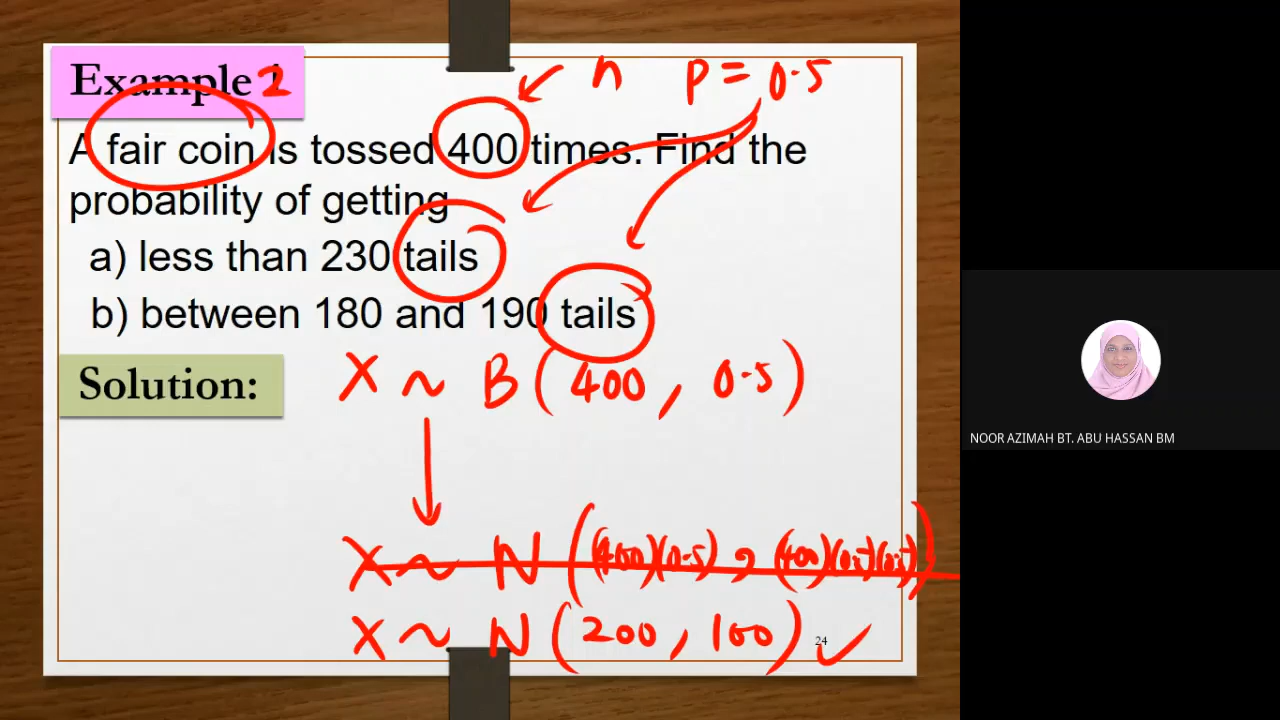 Example 2
n p = 0.5
A fair coin is tossed 400 times. Find the
probability of getting
a) less than 230 tails
b) between 180 and 190 tails
Solution:
X ~ B(400, 0.5)
X ~ N((400)(0.5), (400)(0.5)(0.5))
X ~ N(200, 100) ✓
24
NOOR AZIMAH BT. ABU HASSAN BM